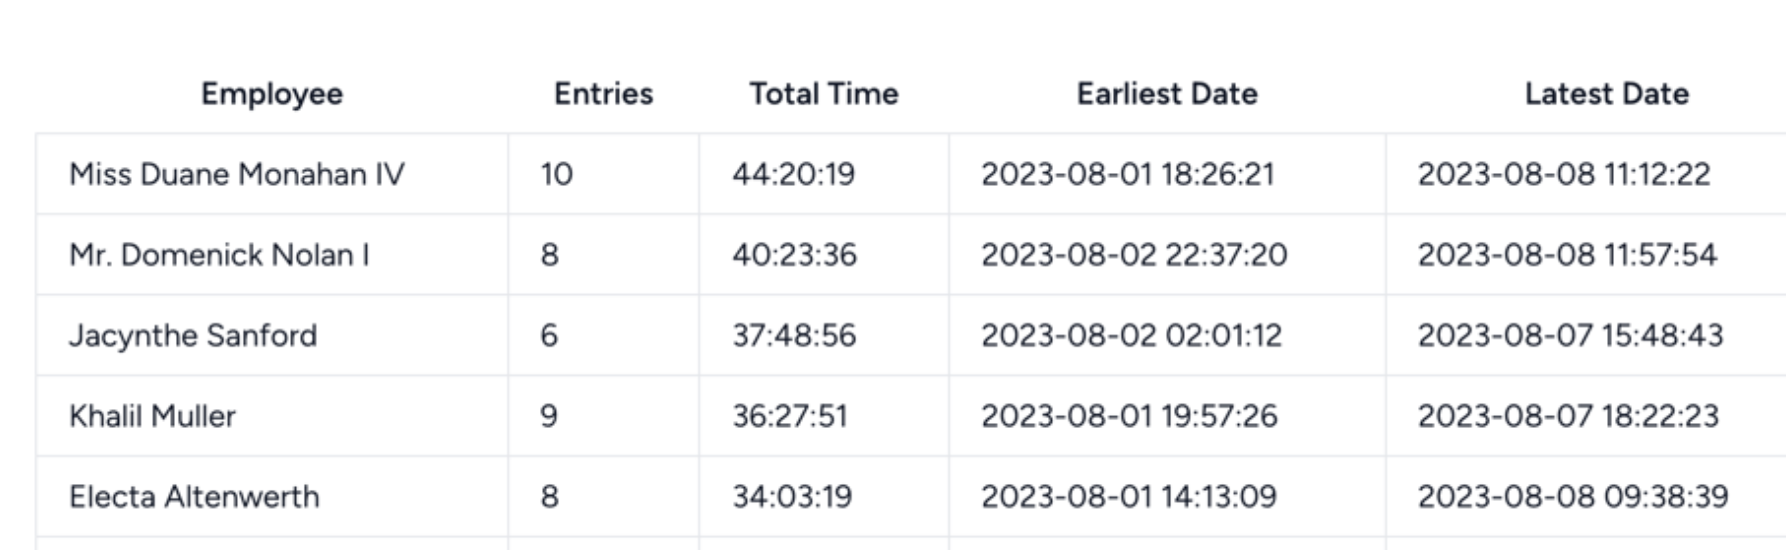 Employee Entries Total Time Earliest Date Latest Date
Miss Duane Monahan IV 10 44:20:19 2023-08-01 18:26:21 2023-08-08 11:12:22
Mr. Domenick Nolan I 8 40:23:36 2023-08-02 22:37:20 2023-08-08 11:57:54
Jacynthe Sanford 6 37:48:56 2023-08-02 02:01:12 2023-08-07 15:48:43
Khalil Muller 9 36:27:51 2023-08-01 19:57:26 2023-08-07 18:22:23
Electa Altenwerth 8 34:03:19 2023-08-01 14:13:09 2023-08-08 09:38:39